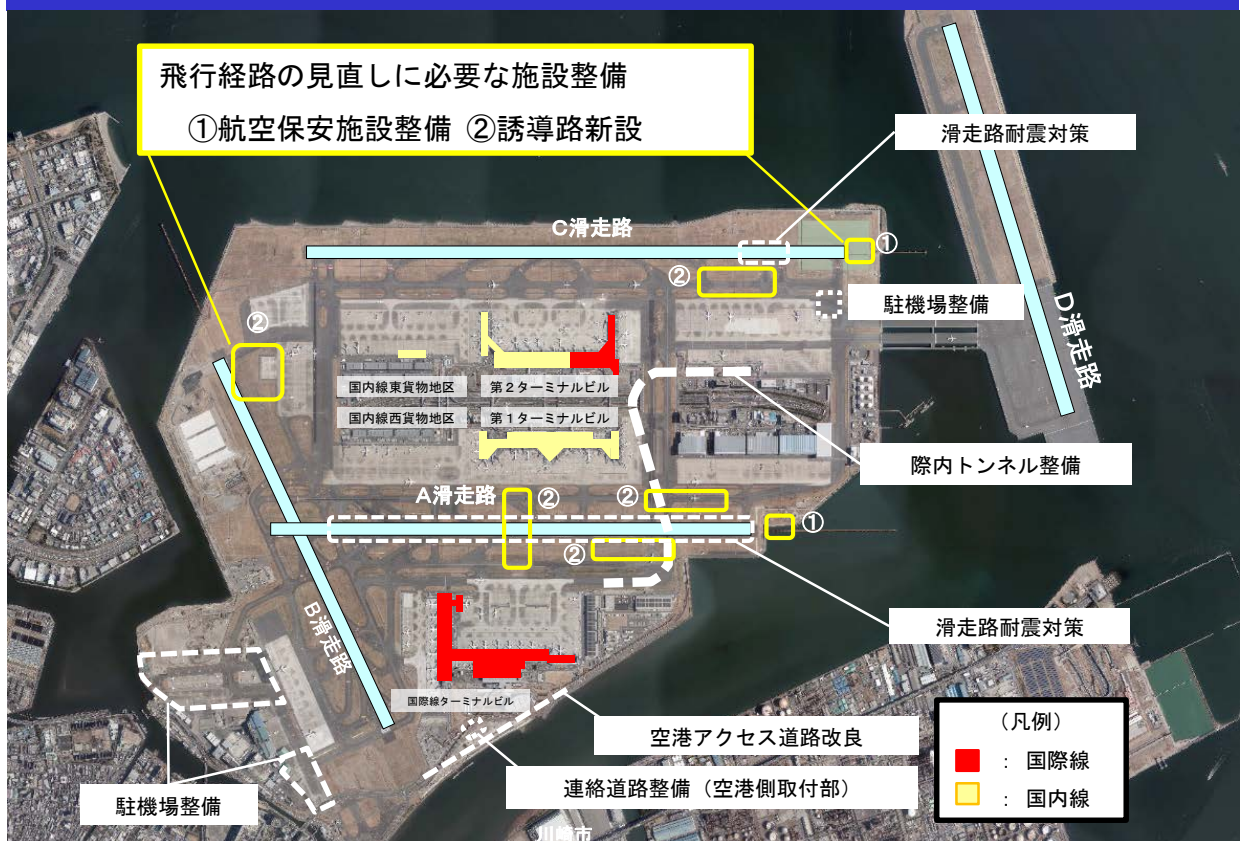 飛行経路の見直しに必要な施設整備
①航空保安施設整備 ②誘導路新設
滑走路耐震対策
C滑走路
①
②
駐機場整備
D滑走路
②
国内線東貨物地区
第2ターミナルビル
国内線西貨物地区
第1ターミナルビル
際内トンネル整備
A滑走路
②
②
①
②
B滑走路
滑走路耐震対策
国際線ターミナルビル
空港アクセス道路改良
連絡道路整備（空港側取付部）
駐機場整備
川崎市
（凡例）
： 国際線
： 国内線